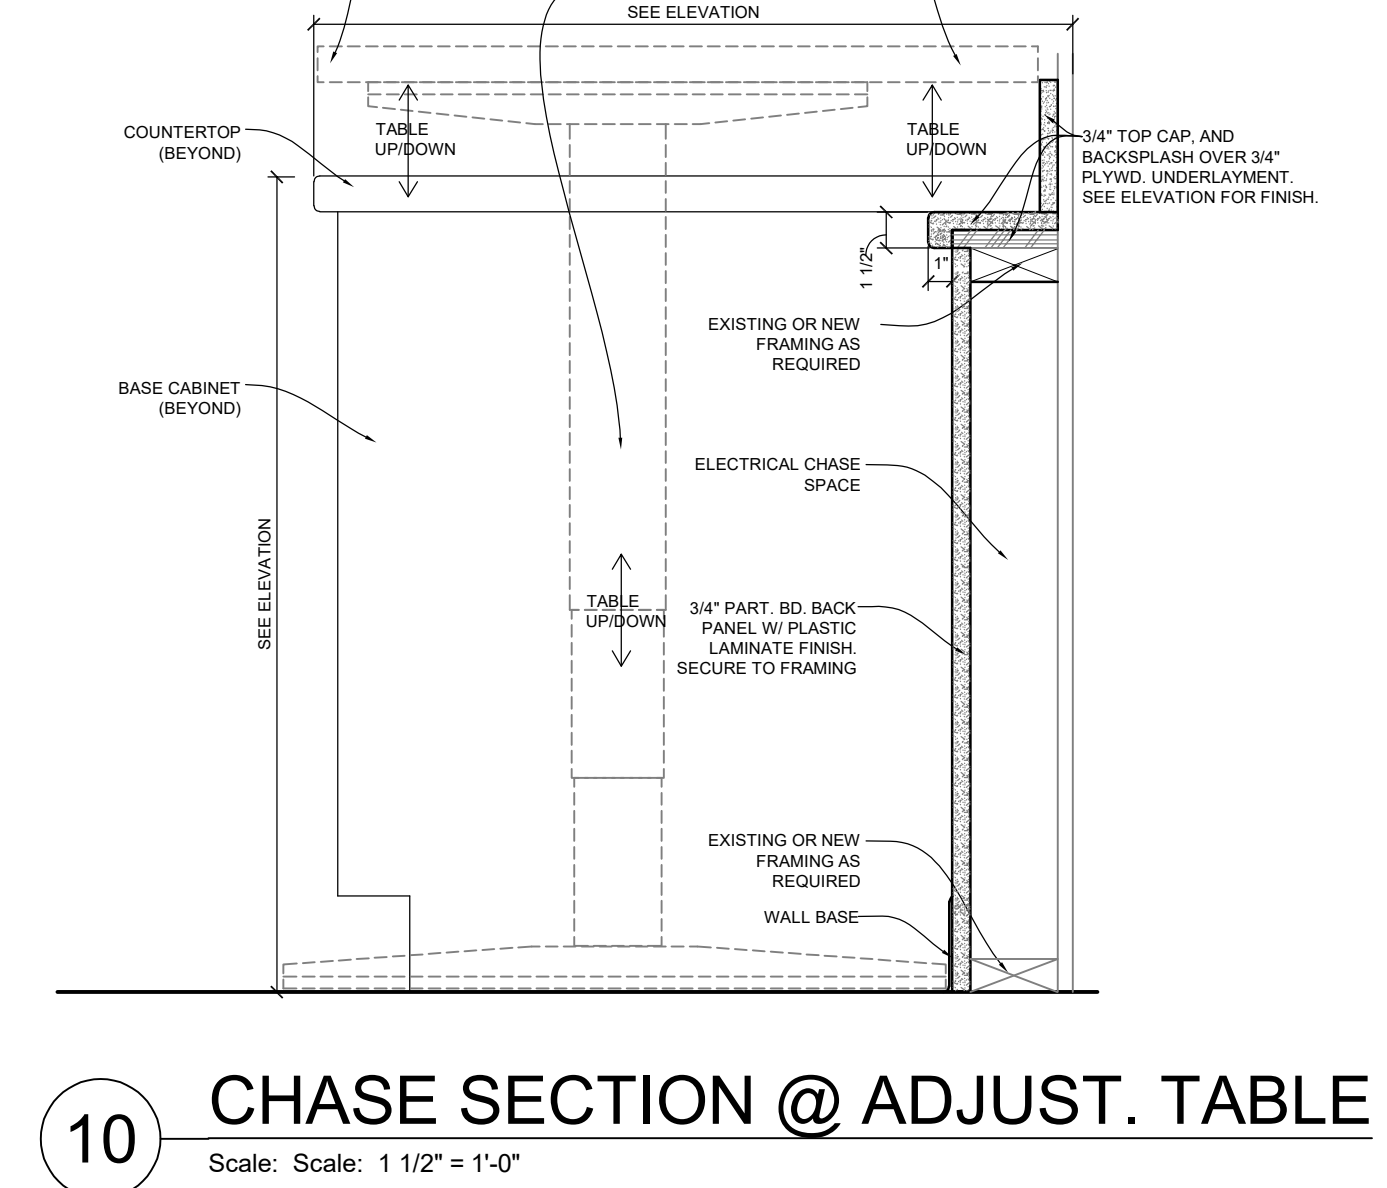 SEE ELEVATION
COUNTERTOP
(BEYOND)
TABLE
UP/DOWN
TABLE
UP/DOWN
3/4" TOP CAP, AND
BACKSPLASH OVER 3/4"
PLYWD. UNDERLAYMENT.
SEE ELEVATION FOR FINISH.
1 1/2"
1"
EXISTING OR NEW
FRAMING AS
REQUIRED
BASE CABINET
(BEYOND)
ELECTRICAL CHASE
SPACE
SEE ELEVATION
TABLE
UP/DOWN
3/4" PART. BD. BACK
PANEL W/ PLASTIC
LAMINATE FINISH.
SECURE TO FRAMING
EXISTING OR NEW
FRAMING AS
REQUIRED
WALL BASE
10
CHASE SECTION @ ADJUST. TABLE
Scale: Scale: 1 1/2" = 1'-0"